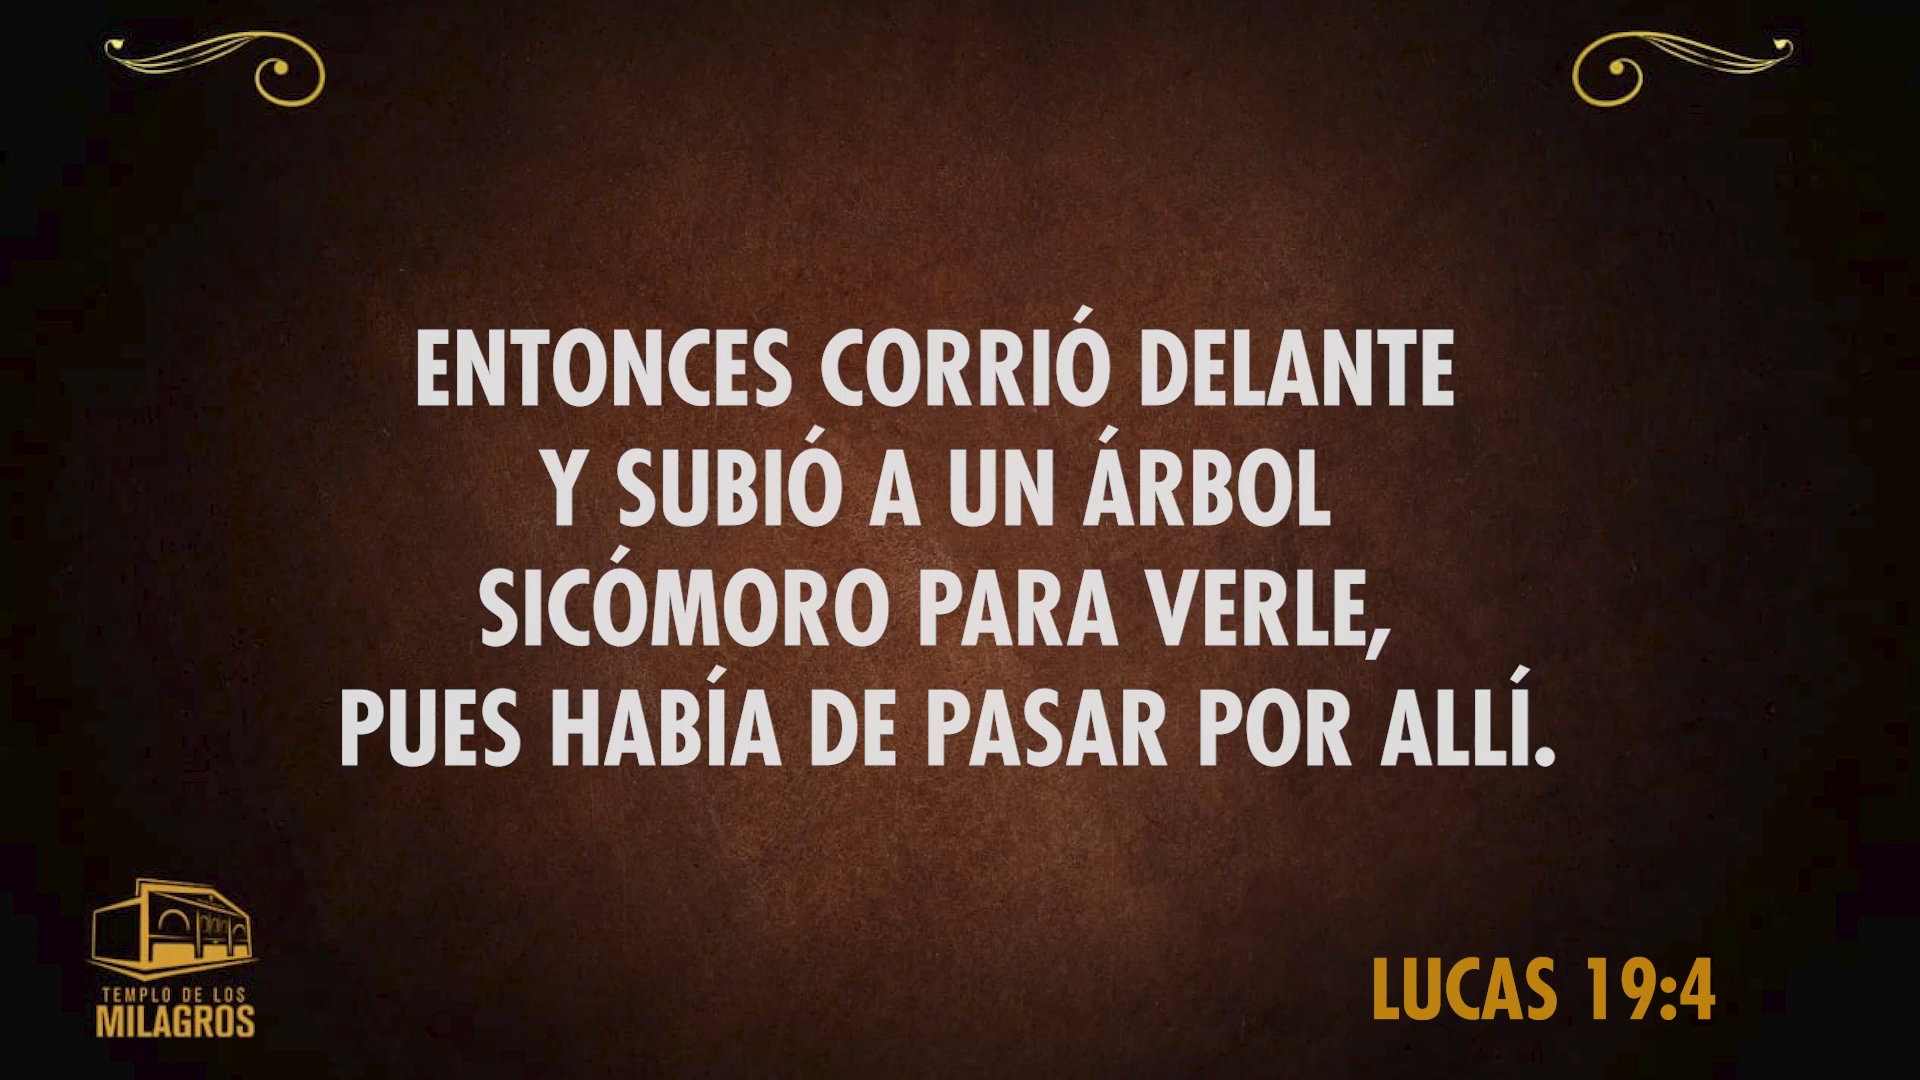 ENTONCES CORRIÓ DELANTE
Y SUBIÓ A UN ÁRBOL
SICÓMORO PARA VERLE,
PUES HABÍA DE PASAR POR ALLÍ.
LUCAS 19:4
TEMPLO DE LOS
MILAGROS